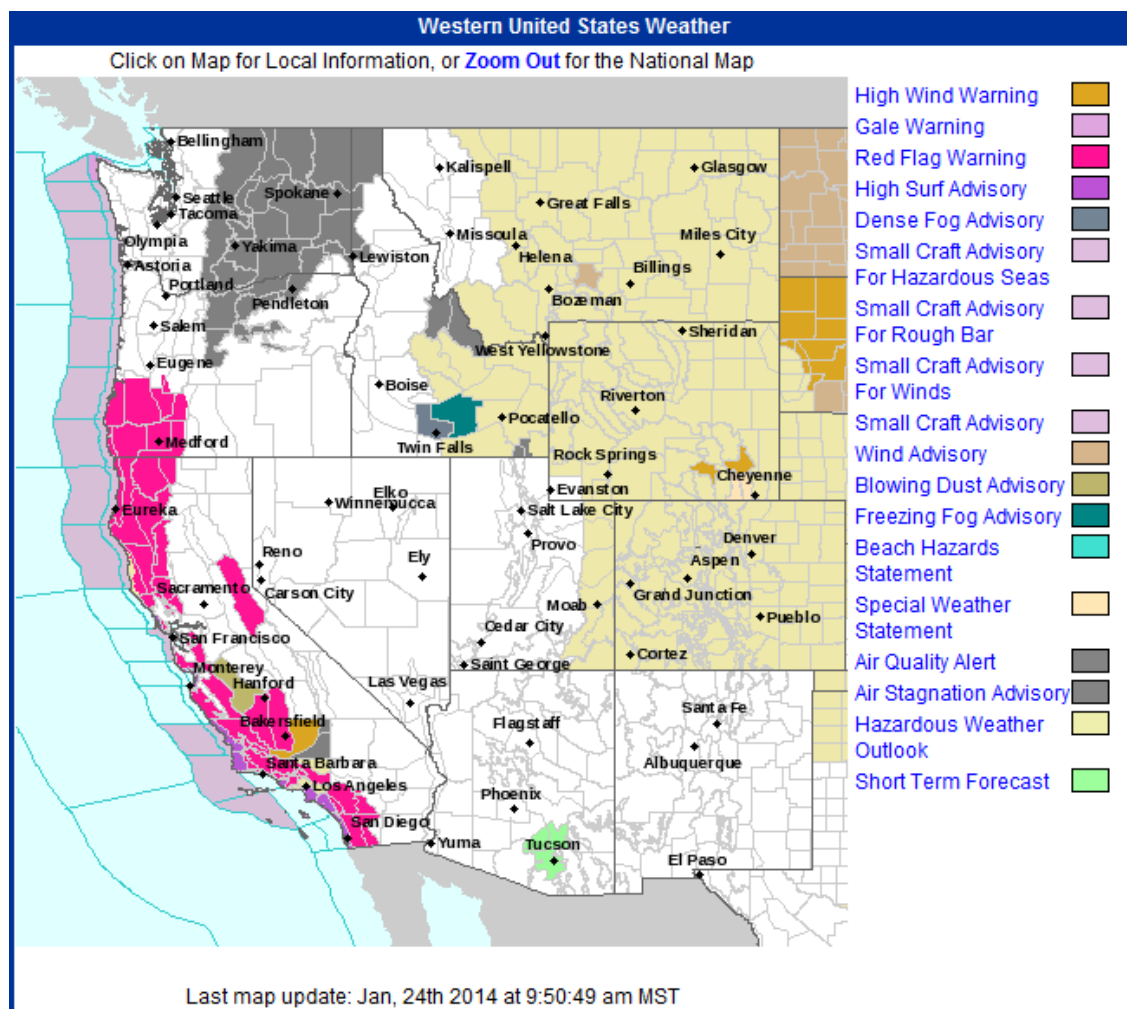 Western United States Weather
Click on Map for Local Information, or Zoom Out for the National Map
Bellingham
Seattle
Tacoma
Olympia
Spokane
Yakima
Astoria
Portland
Pendleton
Lewiston
Salem
Eugene
Medford
Kalispell
Glasgow
Great Falls
Missoula
Helena
Miles City
Billings
Bozeman
West Yellowstone
Sheridan
Boise
Pocatello
Twin Falls
Riverton
Rock Springs
Cheyenne
Evanston
Eureka
Winnemucca
Elko
Salt Lake City
Provo
Reno
Ely
Denver
Aspen
Sacramento
Carson City
Grand Junction
Moab
Pueblo
San Francisco
Cedar City
Cortez
Monterey
Saint George
Hanford
Las Vegas
Bakersfield
Flagstaff
Santa Fe
Albuquerque
Santa Barbara
Los Angeles
Phoenix
San Diego
Yuma
Tucson
El Paso
High Wind Warning
Gale Warning
Red Flag Warning
High Surf Advisory
Dense Fog Advisory
Small Craft Advisory
For Hazardous Seas
Small Craft Advisory
For Rough Bar
Small Craft Advisory
For Winds
Small Craft Advisory
Wind Advisory
Blowing Dust Advisory
Freezing Fog Advisory
Beach Hazards
Statement
Special Weather
Statement
Air Quality Alert
Air Stagnation Advisory
Hazardous Weather
Outlook
Short Term Forecast
Last map update: Jan, 24th 2014 at 9:50:49 am MST